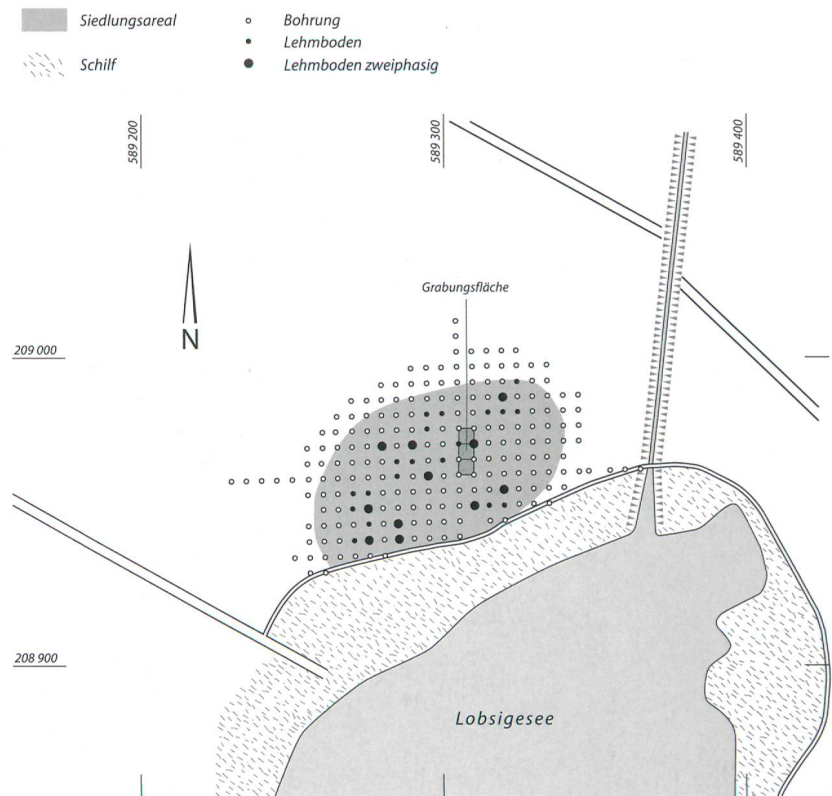 Siedlungsareal
Bohrung
Lehmboden
Schilf
Lehmboden zweiphasig
589 200
589 300
589 400
Grabungsfläche
N
209 000
208 900
Lobsigesee